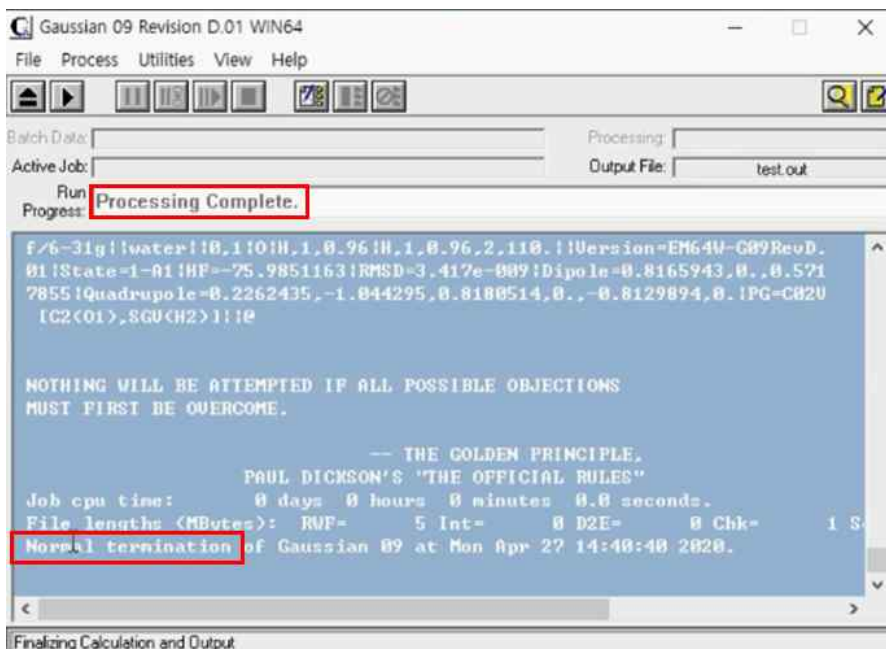 Gaussian 09 Revision D.01 WIN64
File Process Utilities View Help
Batch Data:
Processing:
Active Job:
Output File: test.out
Run Progress: Processing Complete.
f/6-31g||water||0,1|O|H,1,0.96|H,1,0.96,2,110.||Version=EM64W-G09RevD.
01|State=1-A1|HF=-75.9851163|RMSD=3.417e-009|Dipole=0.8165943,0.,0.571
7855|Quadrupole=0.2262435,-1.044295,0.8180514,0.,-0.8129894,0.|PG=C02V
[C2(O1),SGV(H2)]||@
NOTHING WILL BE ATTEMPTED IF ALL POSSIBLE OBJECTIONS
MUST FIRST BE OVERCOME.
-- THE GOLDEN PRINCIPLE,
PAUL DICKSON'S "THE OFFICIAL RULES"
Job cpu time: 0 days 0 hours 0 minutes 0.0 seconds.
File lengths (MBytes): RWF= 5 Int= 0 D2E= 0 Chk= 1 S
Normal termination of Gaussian 09 at Mon Apr 27 14:40:40 2020.
Finalizing Calculation and Output